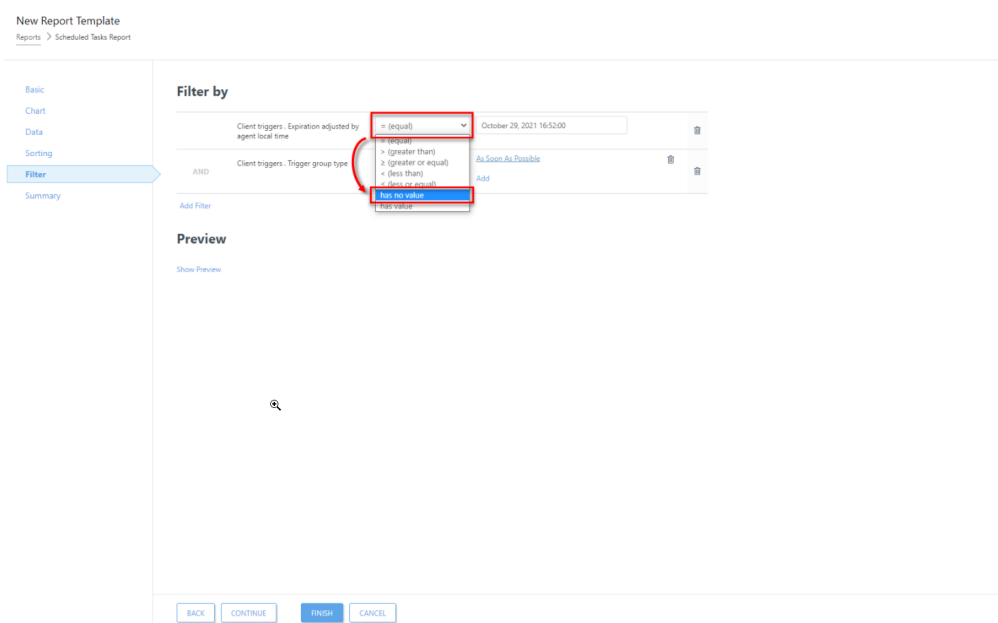 New Report Template
Reports > Scheduled Tasks Report
Basic
Chart
Data
Sorting
Filter
Summary
Filter by
Client triggers . Expiration adjusted by
agent local time
= (equal)
October 29, 2021 16:52:00
= (equal)
> (greater than)
≥ (greater or equal)
< (less than)
≤ (less or equal)
has no value
has value
AND
Client triggers . Trigger group type
As Soon As Possible
Add
Add Filter
Preview
Show Preview
BACK
CONTINUE
FINISH
CANCEL